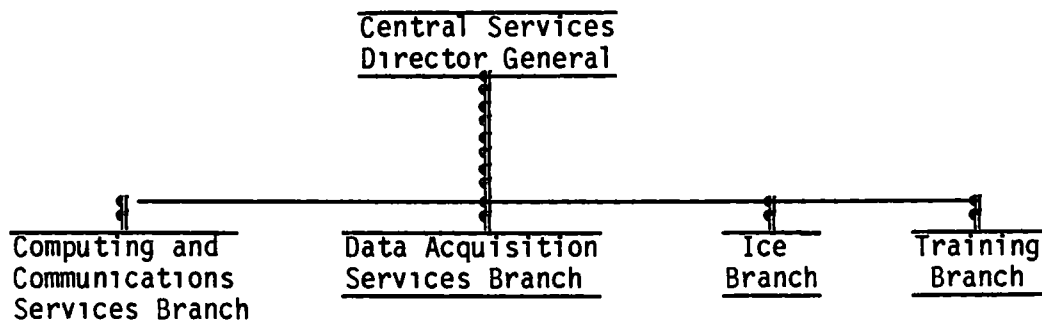 Central Services
Director General
Computing and
Communications
Services Branch
Data Acquisition
Services Branch
Ice
Branch
Training
Branch